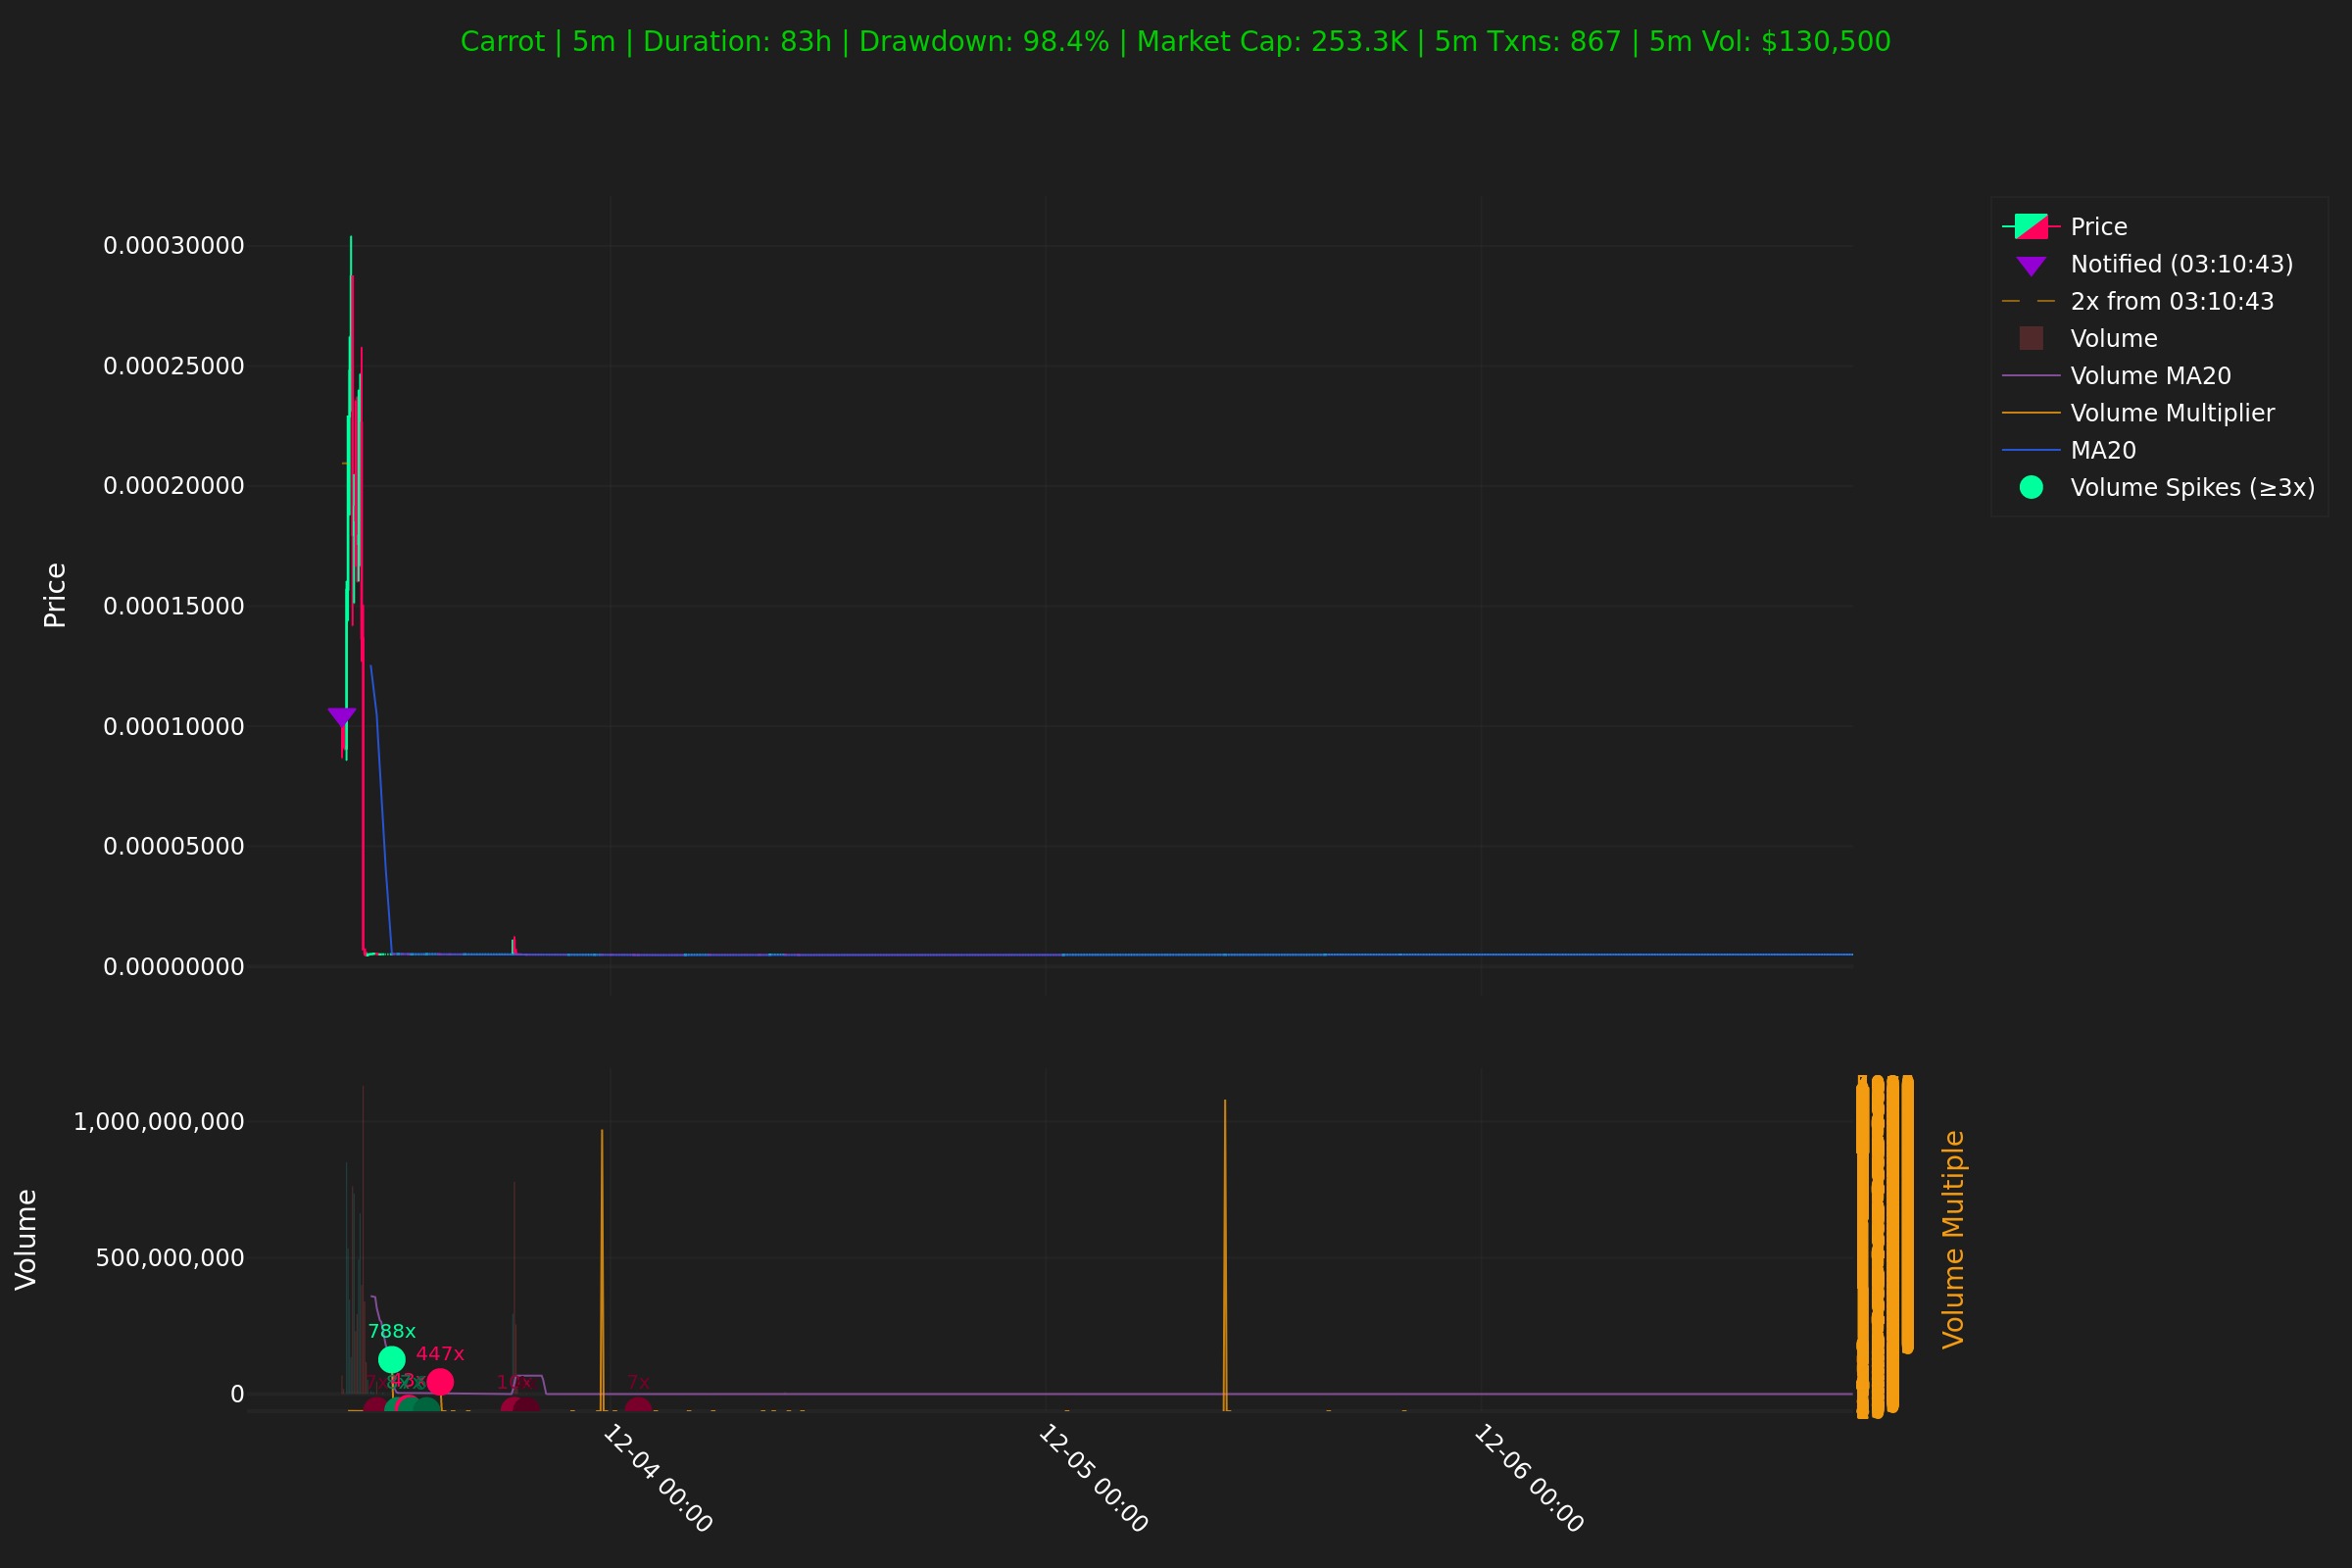 Carrot | 5m | Duration: 83h | Drawdown: 98.4% | Market Cap: 253.3K | 5m Txns: 867 | 5m Vol: $130,500
Price
0.00030000
0.00025000
0.00020000
0.00015000
0.00010000
0.00005000
0.00000000
Price
Notified (03:10:43)
2x from 03:10:43
Volume
Volume MA20
Volume Multiplier
MA20
Volume Spikes (≥3x)
Volume
1,000,000,000
500,000,000
0
788x
447x
7x
Volume Multiple
12-04 00:00
12-05 00:00
12-06 00:00